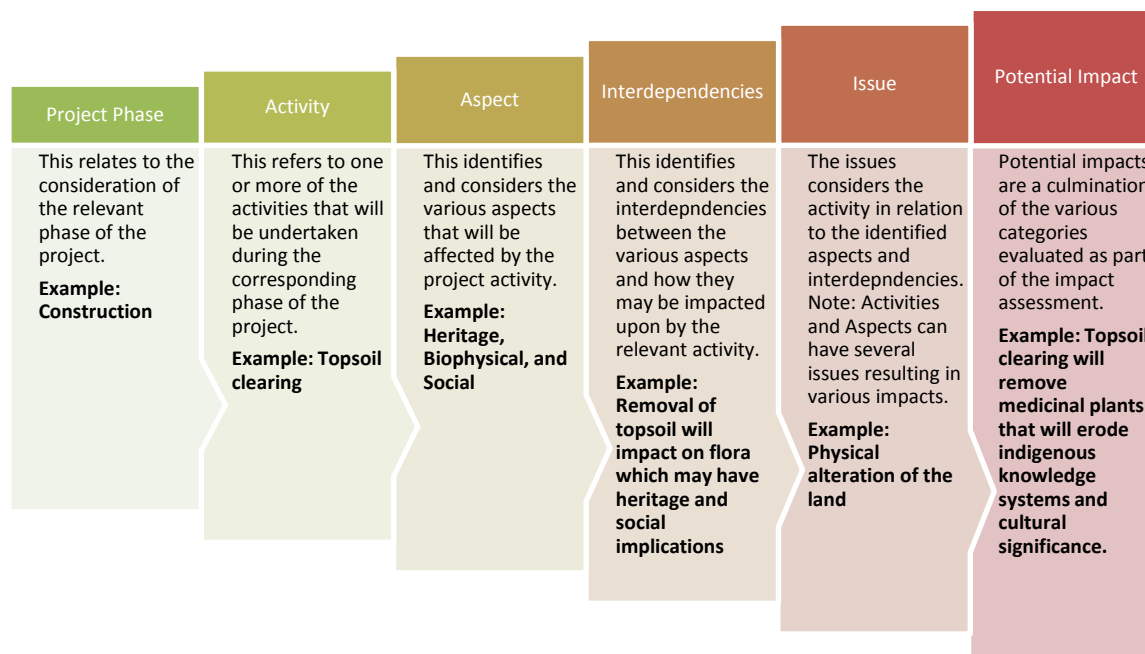 Project Phase
This relates to the
consideration of
the relevant
phase of the
project.
Example:
Construction
Activity
This refers to one
or more of the
activities that will
be undertaken
during the
corresponding
phase of the
project.
Example: Topsoil
clearing
Aspect
This identifies
and considers the
various aspects
that will be
affected by the
project activity.
Example:
Heritage,
Biophysical, and
Social
Interdependencies
This identifies
and considers the
interdepndencies
between the
various aspects
and how they
may be impacted
upon by the
relevant activity.
Example:
Removal of
topsoil will
impact on flora
which may have
heritage and
social
implications
Issue
The issues
considers the
activity in relation
to the identified
aspects and
interdepndencies.
Note: Activities
and Aspects can
have several
issues resulting in
various impacts.
Example:
Physical
alteration of the
land
Potential Impact
Potential impacts
are a culmination
of the various
categories
evaluated as part
of the impact
assessment.
Example: Topsoil
clearing will
remove
medicinal plants
that will erode
indigenous
knowledge
systems and
cultural
significance.